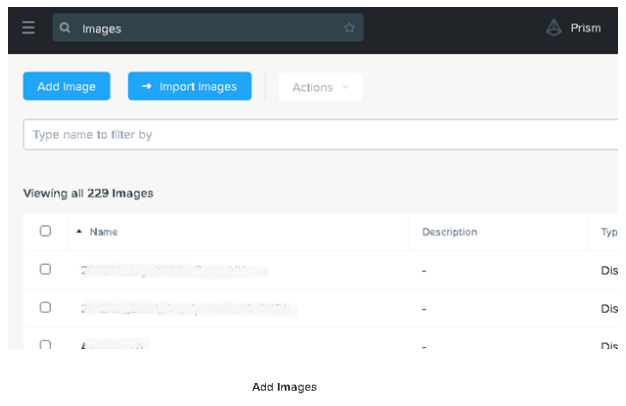 Images
Prism
Add Image
Import Images
Actions
Type name to filter by
Viewing all 229 Images
Name
Description
Typ
-
Dis
-
Dis
-
Dis
Add Images